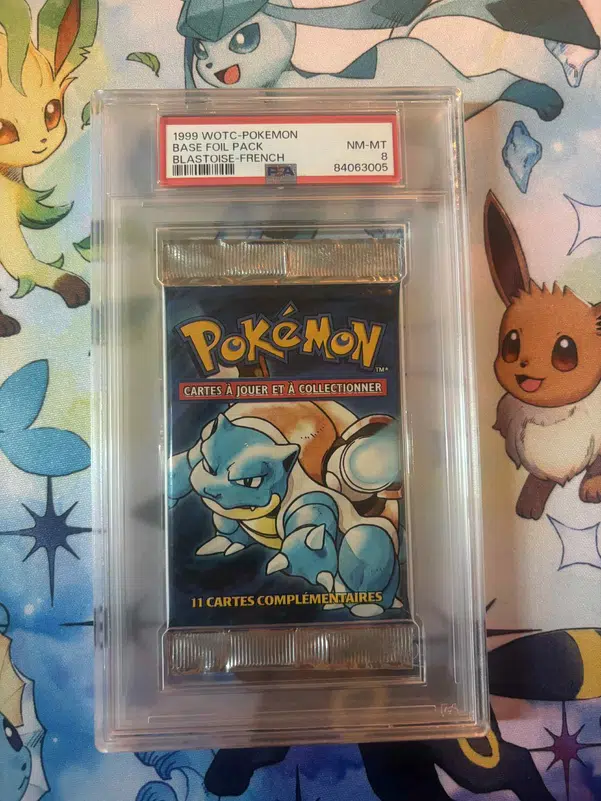 1999 WOTC-POKEMON
BASE FOIL PACK NM-MT
BLASTOISE-FRENCH 8
PSA 84063005
POKéMON
TM
CARTES À JOUER ET À COLLECTIONNER
11 CARTES COMPLÉMENTAIRES